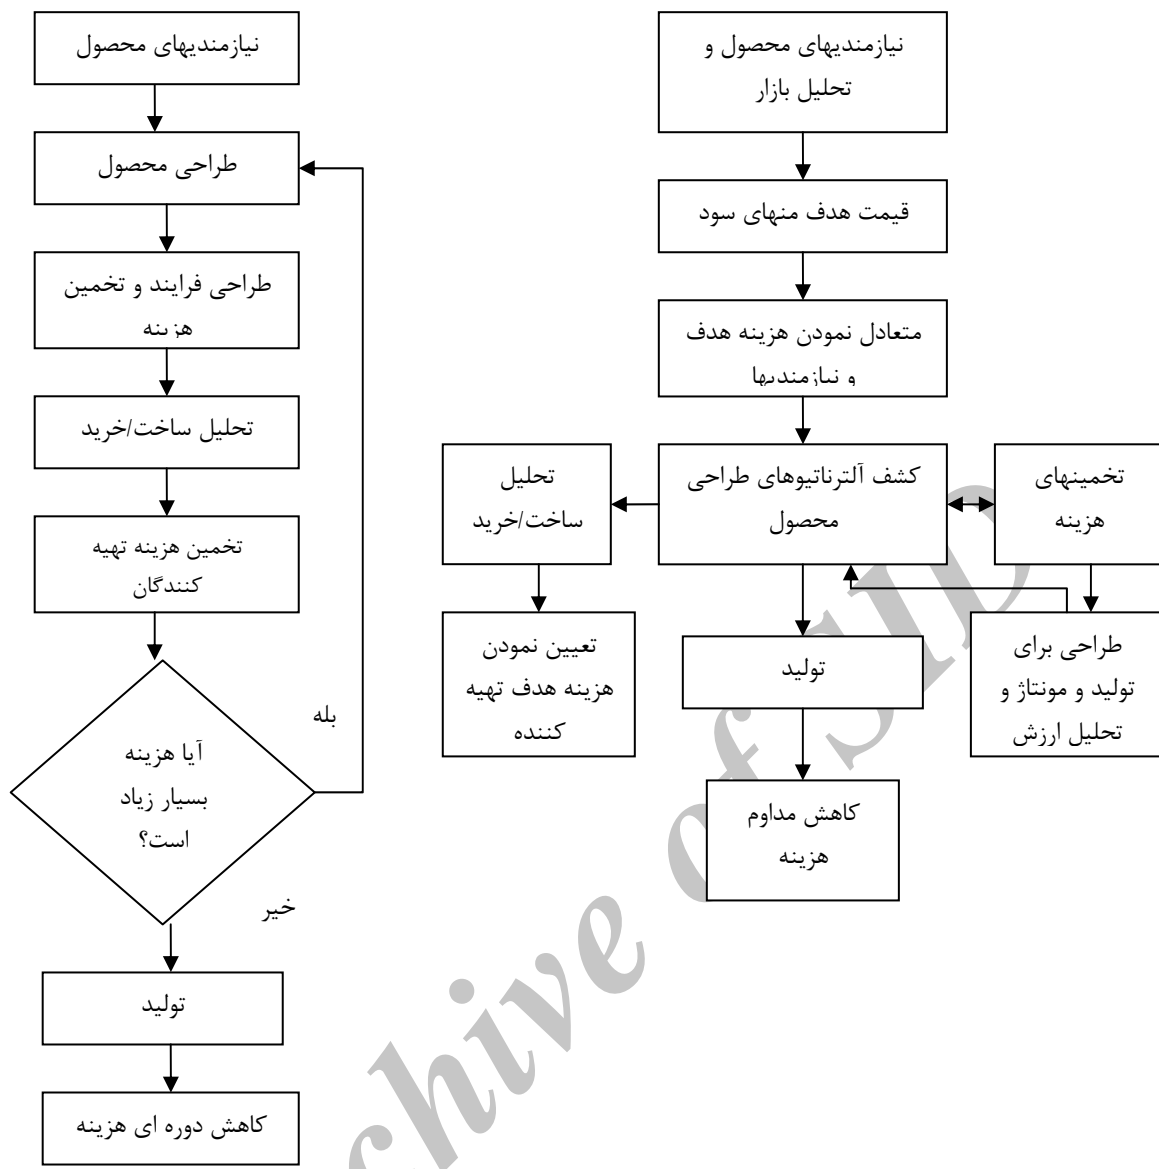 نیازمندیهای محصول و
تحلیل بازار
قیمت هدف منهای سود
متعادل نمودن هزینه هدف
و نیازمندیها
تخمینهای
هزینه
کشف آلترناتیوهای طراحی
محصول
تحلیل
ساخت/خرید
طراحی برای
تولید و مونتاژ و
تحلیل ارزش
تولید
تعیین نمودن
هزینه هدف تهیه
کننده
کاهش مداوم
هزینه
نیازمندیهای محصول
طراحی محصول
طراحی فرایند و تخمین
هزینه
تحلیل ساخت/خرید
تخمین هزینه تهیه
کنندگان
آیا هزینه
بسیار زیاد
است؟
بله
خیر
تولید
کاهش دوره ای هزینه
chive of SID